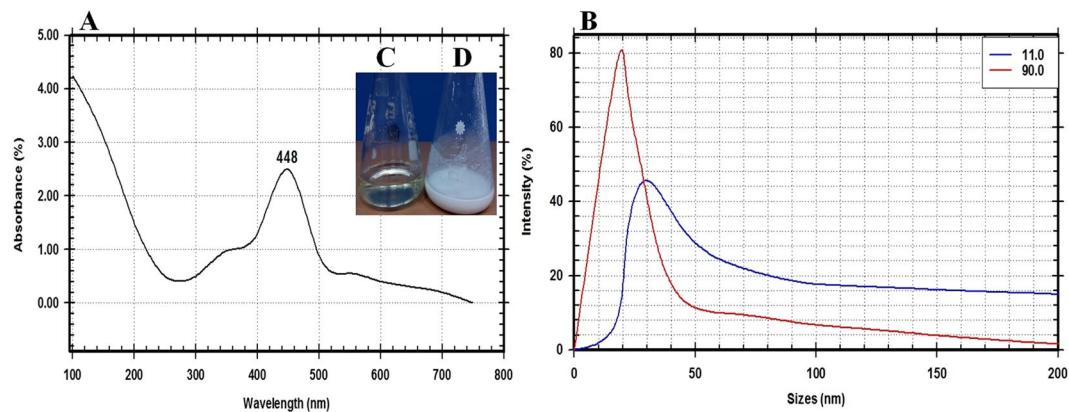 A
5.00
4.00
3.00
2.00
1.00
0.00
Absorbance (%)
448
C D
100 200 300 400 500 600 700 800
Wavelength (nm)
B
80
60
40
20
0
Intensity (%)
11.0
90.0
0 50 100 150 200
Sizes (nm)